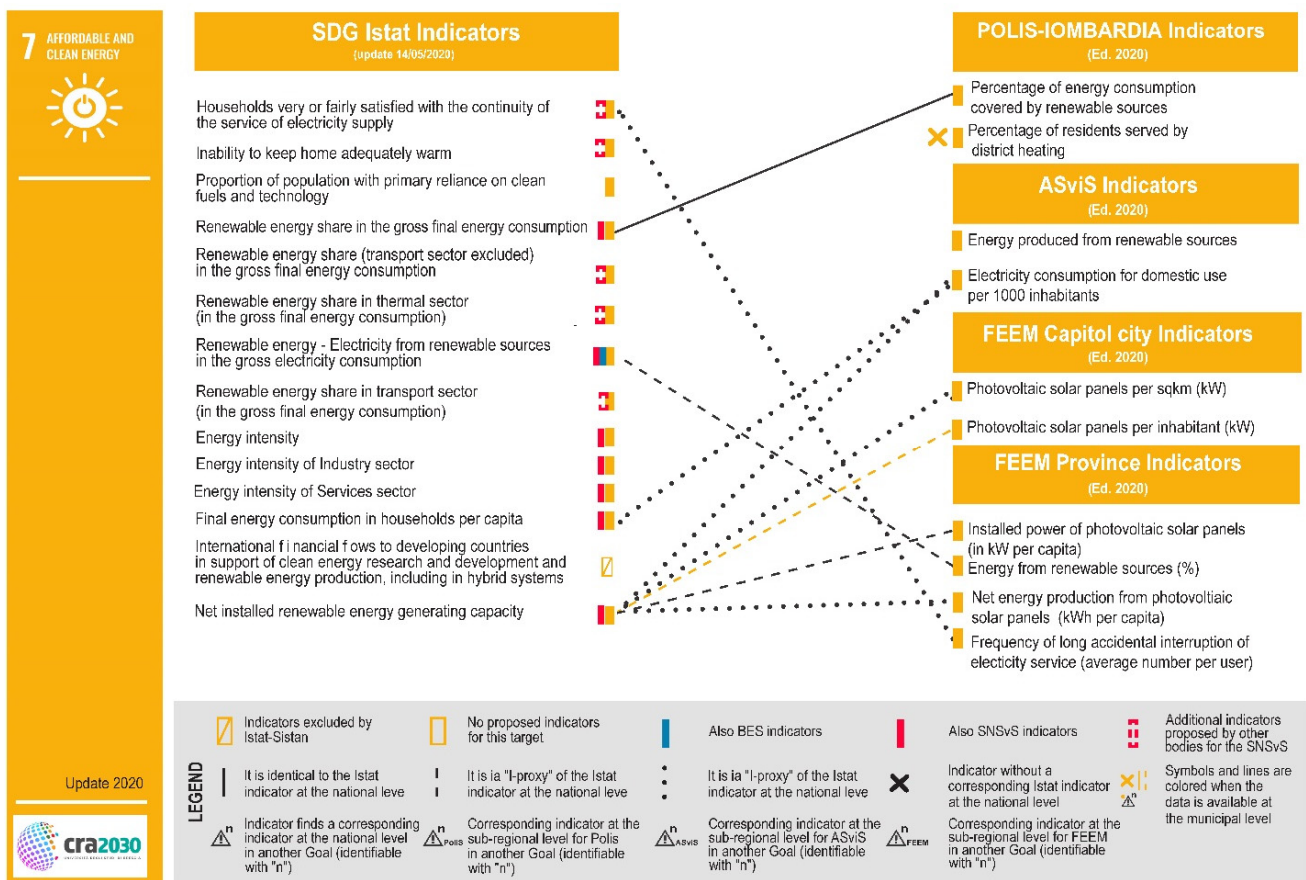 7 AFFORDABLE AND
CLEAN ENERGY
SDG Istat Indicators
(update 14/05/2020)
Households very or fairly satisfied with the continuity of
the service of electricity supply
Inability to keep home adequately warm
Proportion of population with primary reliance on clean
fuels and technology
Renewable energy share in the gross final energy consumption
Renewable energy share (transport sector excluded)
in the gross final energy consumption
Renewable energy share in thermal sector
(in the gross final energy consumption)
Renewable energy - Electricity from renewable sources
in the gross electricity consumption
Renewable energy share in transport sector
(in the gross final energy consumption)
Energy intensity
Energy intensity of Industry sector
Energy intensity of Services sector
Final energy consumption in households per capita
International f i nancial f ows to developing countries
in support of clean energy research and development and
renewable energy production, including in hybrid systems
Net installed renewable energy generating capacity
POLIS-IOMBARDIA Indicators
(Ed. 2020)
Percentage of energy consumption
covered by renewable sources
Percentage of residents served by
district heating
ASviS Indicators
(Ed. 2020)
Energy produced from renewable sources
Electricity consumption for domestic use
per 1000 inhabitants
FEEM Capitol city Indicators
(Ed. 2020)
Photovoltaic solar panels per sqkm (kW)
Photovoltaic solar panels per inhabitant (kW)
FEEM Province Indicators
(Ed. 2020)
Installed power of photovoltaic solar panels
(in kW per capita)
Energy from renewable sources (%)
Net energy production from photovoltiaic
solar panels (kWh per capita)
Frequency of long accidental interruption of
electicity service (average number per user)
Update 2020
cra2030
LEGEND
Indicators excluded by
Istat-Sistan
No proposed indicators
for this target
Also BES indicators
Also SNSvS indicators
Additional indicators
proposed by other
bodies for the SNSvS
It is identical to the Istat
indicator at the national leve
It is ia "I-proxy" of the Istat
indicator at the national level
It is ia "I-proxy" of the Istat
indicator at the national level
Indicator without a
corresponding Istat indicator
at the national level
n
Symbols and lines are
colored when the
data is available at
the municipal level
n
Indicator finds a corresponding
indicator at the national level
in another Goal (identifiable
with "n")
n
PoliS
Corresponding indicator at the
sub-regional level for Polis
in another Goal (identifiable
with "n")
n
ASviS
Corresponding indicator at the
sub-regional level for ASviS
in another Goal (identifiable
with "n")
n
FEEM
Corresponding indicator at the
sub-regional level for FEEM
in another Goal (identifiable
with "n")